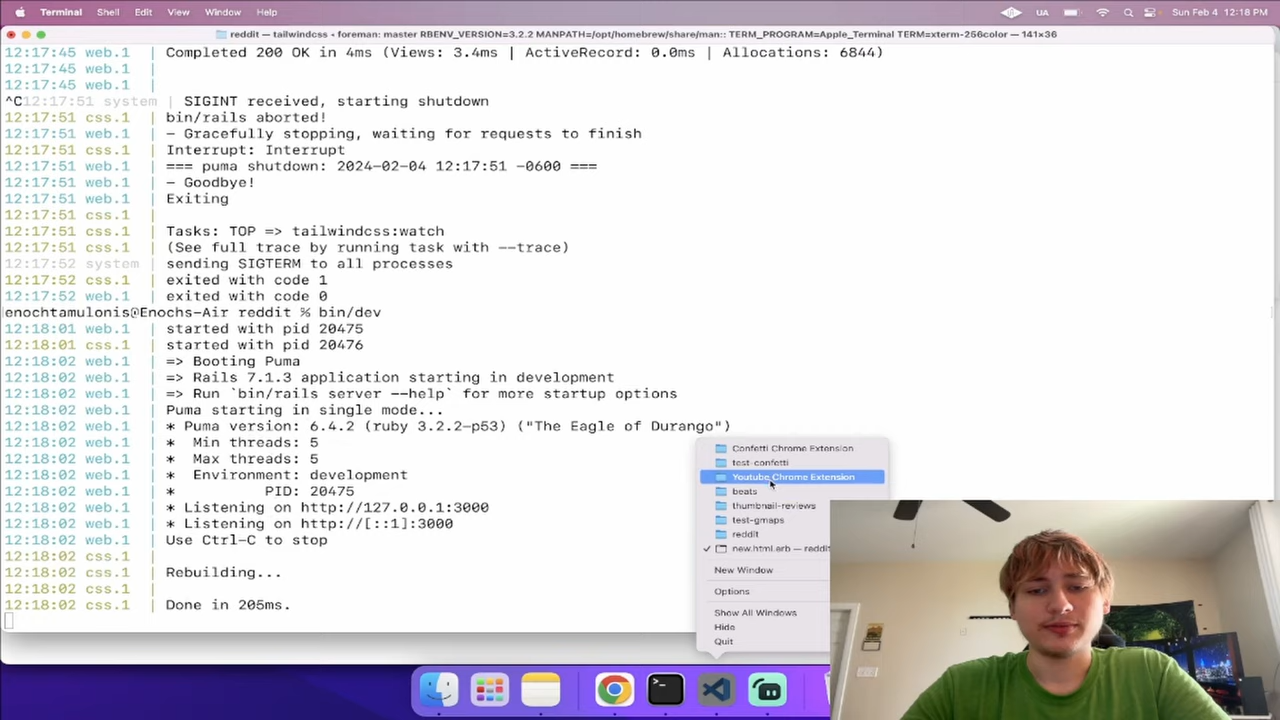 Terminal Shell Edit View Window Help UA Sun Feb 4 12:18 PM
reddit — tailwindcss • foreman: master RBENV_VERSION=3.2.2 MANPATH=/opt/homebrew/share/man:: TERM_PROGRAM=Apple_Terminal TERM=xterm-256color — 141×36
12:17:45 web.1 | Completed 200 OK in 4ms (Views: 3.4ms | ActiveRecord: 0.0ms | Allocations: 6844)
12:17:45 web.1 |
12:17:45 web.1 |
^C12:17:51 system | SIGINT received, starting shutdown
12:17:51 css.1 | bin/rails aborted!
12:17:51 web.1 | - Gracefully stopping, waiting for requests to finish
12:17:51 css.1 | Interrupt: Interrupt
12:17:51 web.1 | === puma shutdown: 2024-02-04 12:17:51 -0600 ===
12:17:51 web.1 | - Goodbye!
12:17:51 web.1 | Exiting
12:17:51 css.1 |
12:17:51 css.1 | Tasks: TOP => tailwindcss:watch
12:17:51 css.1 | (See full trace by running task with --trace)
12:17:52 system | sending SIGTERM to all processes
12:17:52 css.1 | exited with code 1
12:17:52 web.1 | exited with code 0
enochtamulonis@Enochs-Air reddit % bin/dev
12:18:01 web.1 | started with pid 20475
12:18:01 css.1 | started with pid 20476
12:18:02 web.1 | => Booting Puma
12:18:02 web.1 | => Rails 7.1.3 application starting in development
12:18:02 web.1 | => Run `bin/rails server --help` for more startup options
12:18:02 web.1 | Puma starting in single mode...
12:18:02 web.1 | * Puma version: 6.4.2 (ruby 3.2.2-p53) ("The Eagle of Durango")
12:18:02 web.1 | * Min threads: 5
12:18:02 web.1 | * Max threads: 5
12:18:02 web.1 | * Environment: development
12:18:02 web.1 | * PID: 20475
12:18:02 web.1 | * Listening on http://127.0.0.1:3000
12:18:02 web.1 | * Listening on http://[::1]:3000
12:18:02 web.1 | Use Ctrl-C to stop
12:18:02 css.1 |
12:18:02 css.1 | Rebuilding...
12:18:02 css.1 |
12:18:02 css.1 | Done in 205ms.
Confetti Chrome Extension
test-confetti
Youtube Chrome Extension
beats
thumbnail-reviews
test-gmaps
reddit
✓ new.html.erb — reddit
New Window
Options
Show All Windows
Hide
Quit